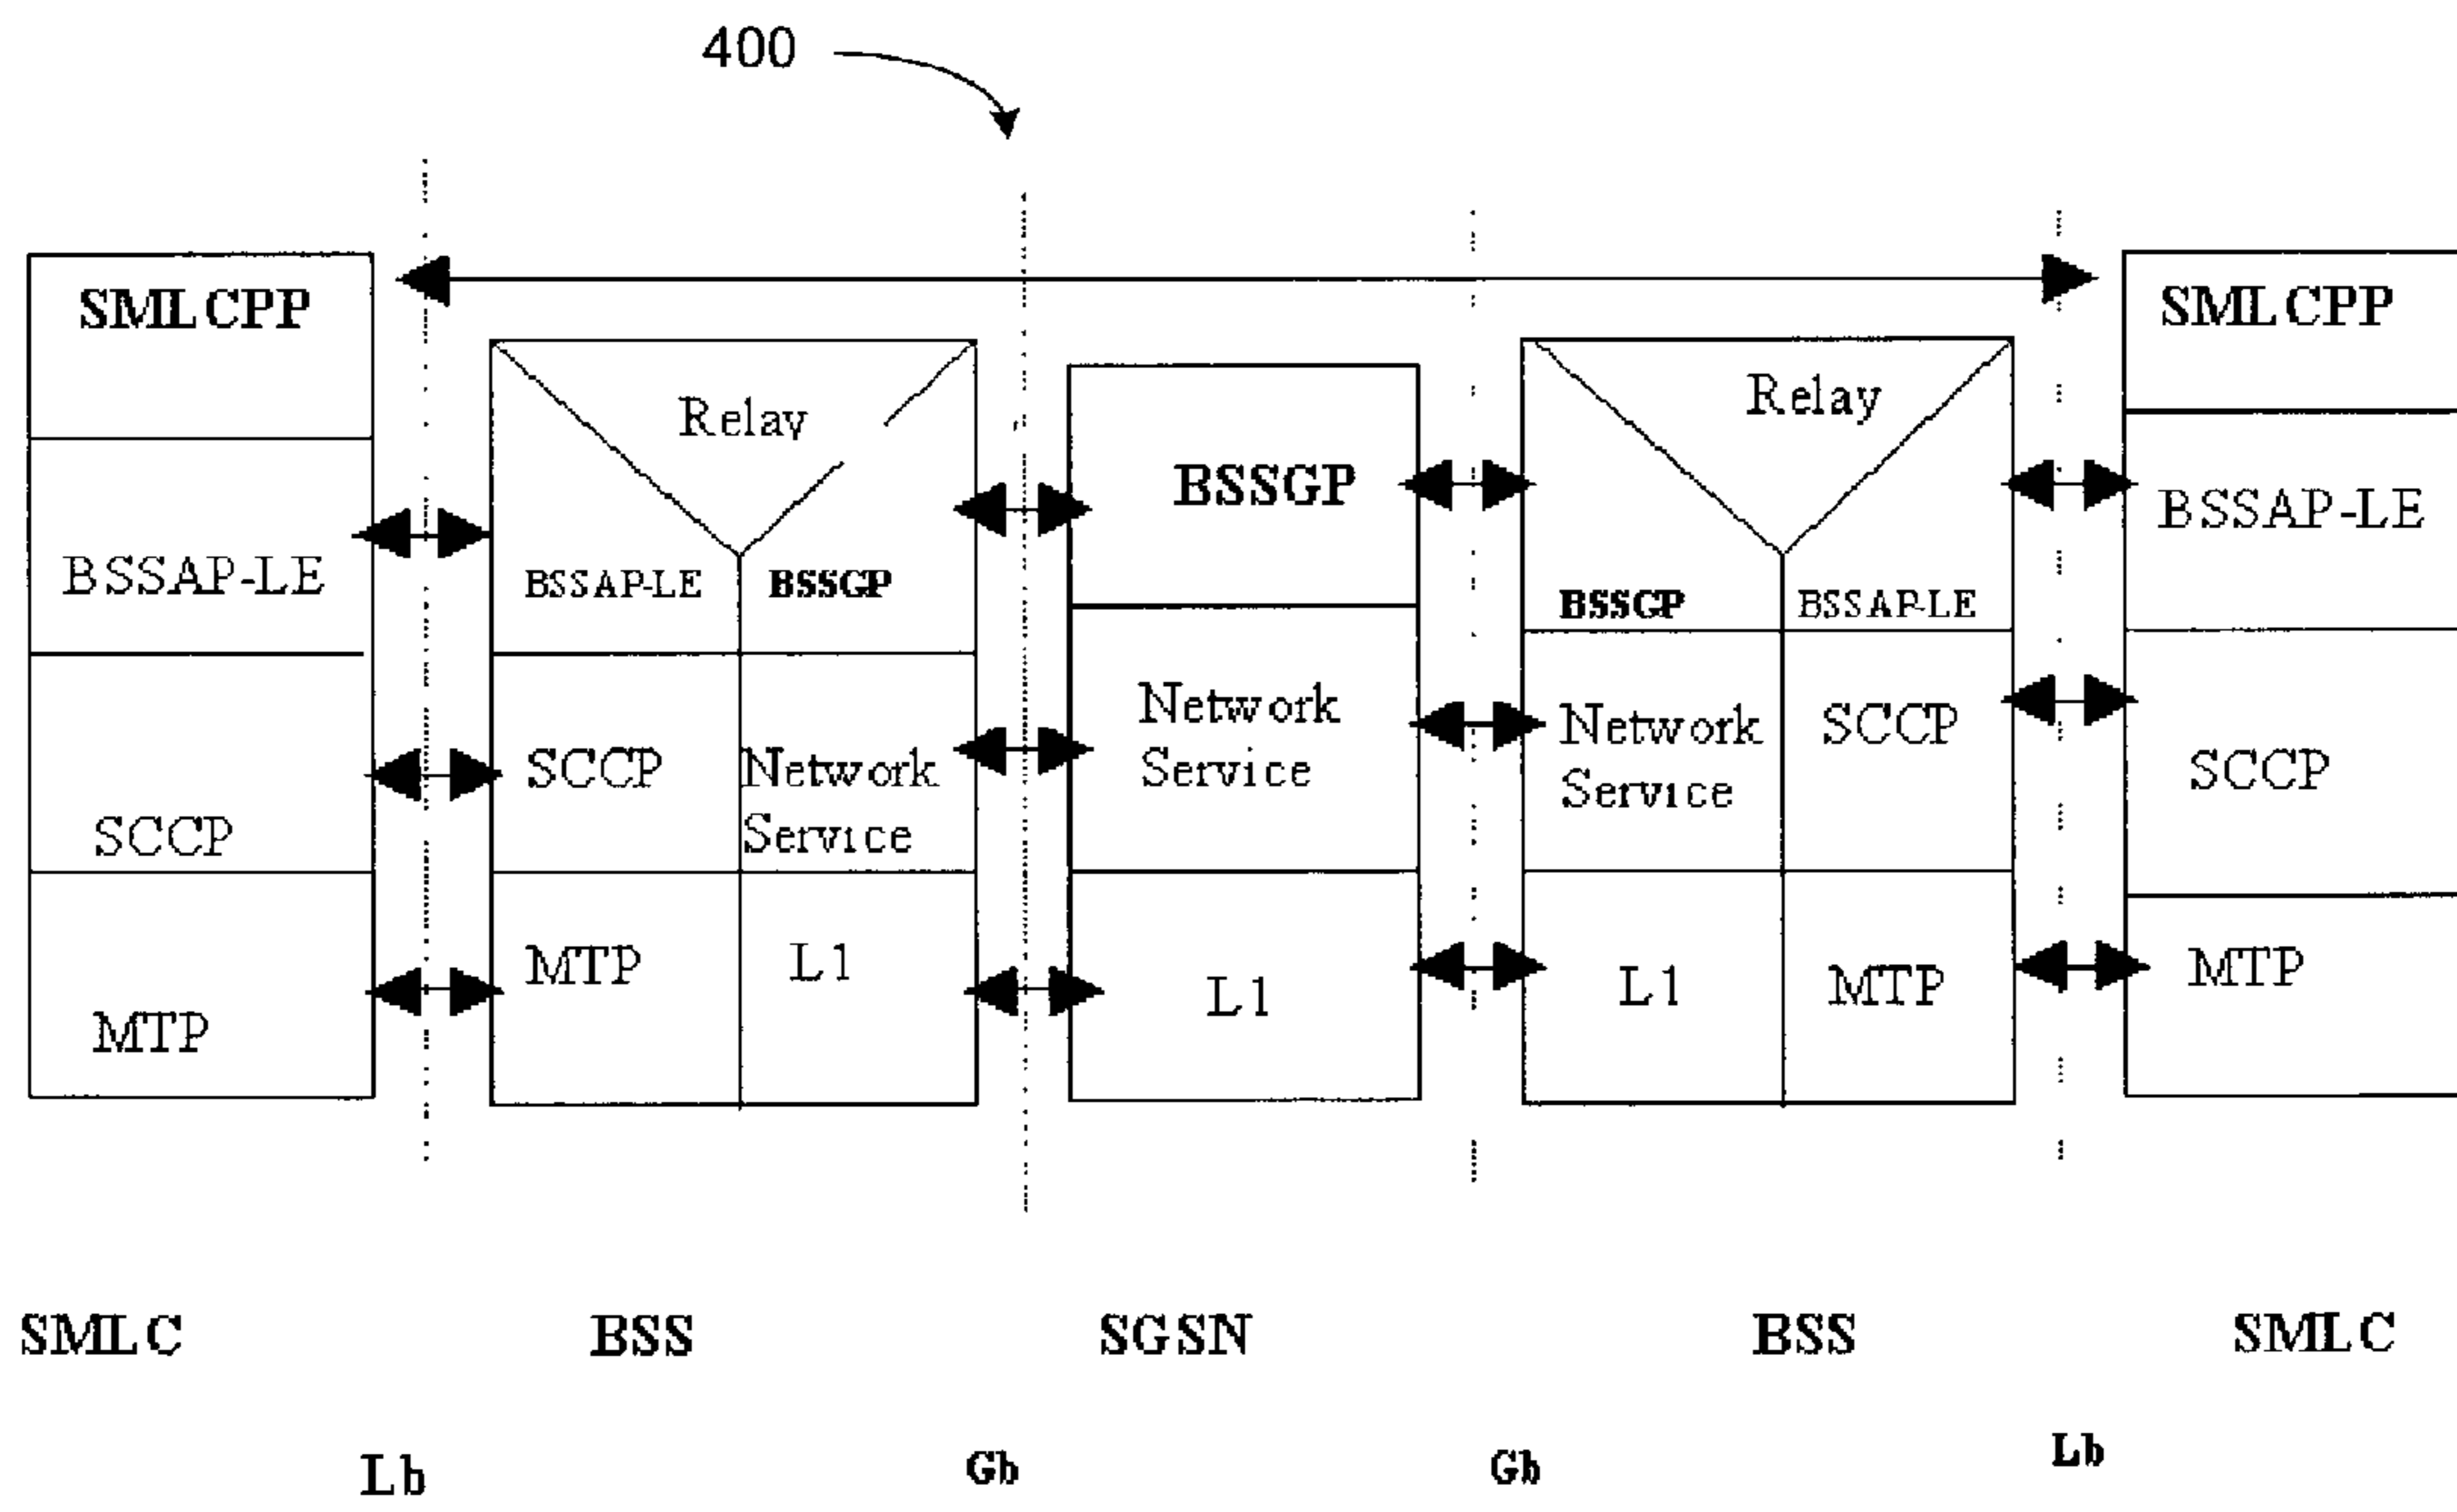 400
SMLCPP
BSSAP-LE
SCCP
MTP
Relay
BSSAP-LE
BSSGP
SCCP
Network
Service
MTP
L1
BSSGP
Network
Service
L1
Relay
BSSGP
BSSAP-LE
Network
Service
SCCP
L1
MTP
SMLCPP
BSSAP-LE
SCCP
MTP
SMLC
BSS
SGSN
BSS
SMLC
Lb
Gb
Gb
Lb